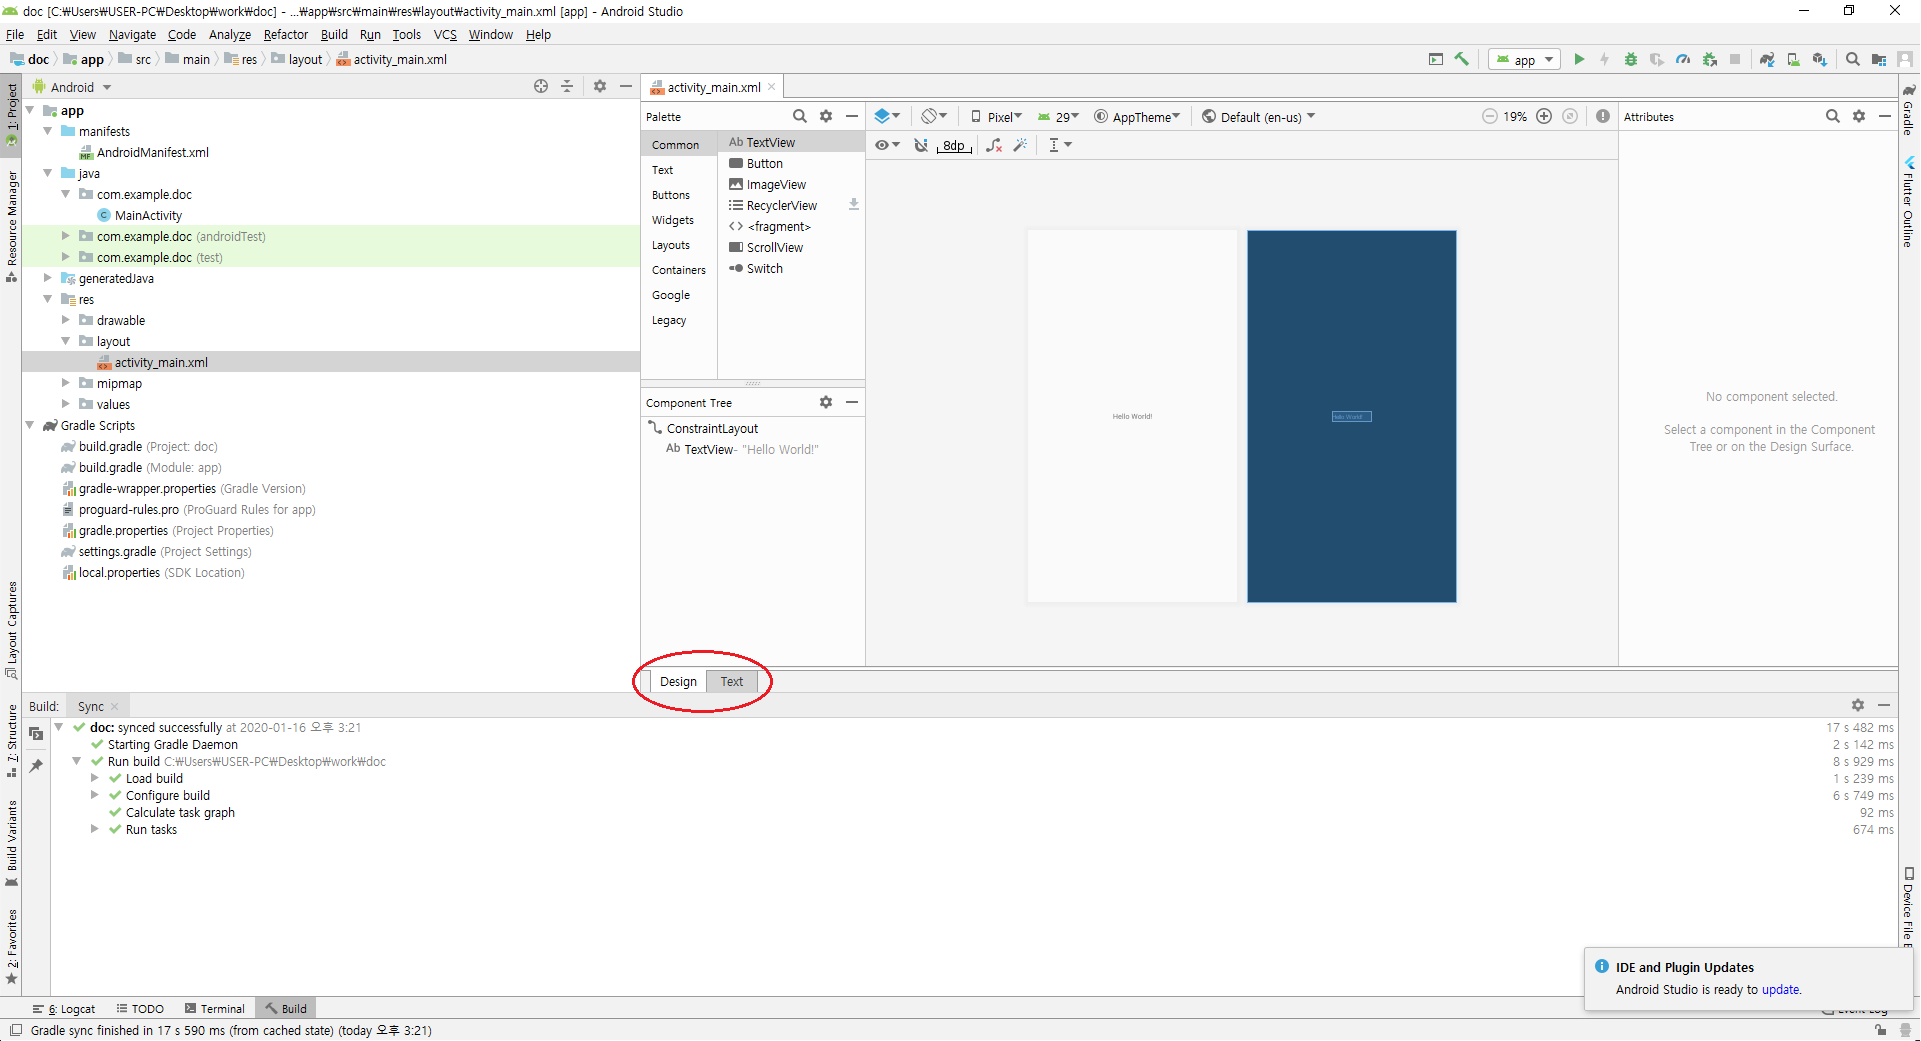 doc [C:₩Users₩USER-PC₩Desktop₩work₩doc] - ...₩app₩src₩main₩res₩layout₩activity_main.xml [app] - Android Studio
File Edit View Navigate Code Analyze Refactor Build Run Tools VCS Window Help
doc app src main res layout activity_main.xml
app
1: Project
Resource Manager
Layout Captures
7: Structure
Build Variants
2: Favorites
Android
app
manifests
AndroidManifest.xml
java
com.example.doc
MainActivity
com.example.doc (androidTest)
com.example.doc (test)
generatedJava
res
drawable
layout
activity_main.xml
mipmap
values
Gradle Scripts
build.gradle (Project: doc)
build.gradle (Module: app)
gradle-wrapper.properties (Gradle Version)
proguard-rules.pro (ProGuard Rules for app)
gradle.properties (Project Properties)
settings.gradle (Project Settings)
local.properties (SDK Location)
activity_main.xml
Palette
Common
Text
Buttons
Widgets
Layouts
Containers
Google
Legacy
Ab TextView
Button
ImageView
RecyclerView
<fragment>
ScrollView
Switch
Component Tree
ConstraintLayout
Ab TextView- "Hello World!"
Pixel 29 AppTheme Default (en-us) 19%
8dp
Hello World!
Hello World!
Attributes
No component selected.
Select a component in the Component
Tree or on the Design Surface.
Gradle
Flutter Outline
Device File E
Design Text
Build: Sync
doc: synced successfully at 2020-01-16 오후 3:21 17 s 482 ms
Starting Gradle Daemon 2 s 142 ms
Run build C:₩Users₩USER-PC₩Desktop₩work₩doc 8 s 929 ms
Load build 1 s 239 ms
Configure build 6 s 749 ms
Calculate task graph 92 ms
Run tasks 674 ms
IDE and Plugin Updates
Android Studio is ready to update.
6: Logcat TODO Terminal Build Event Log
Gradle sync finished in 17 s 590 ms (from cached state) (today 오후 3:21)